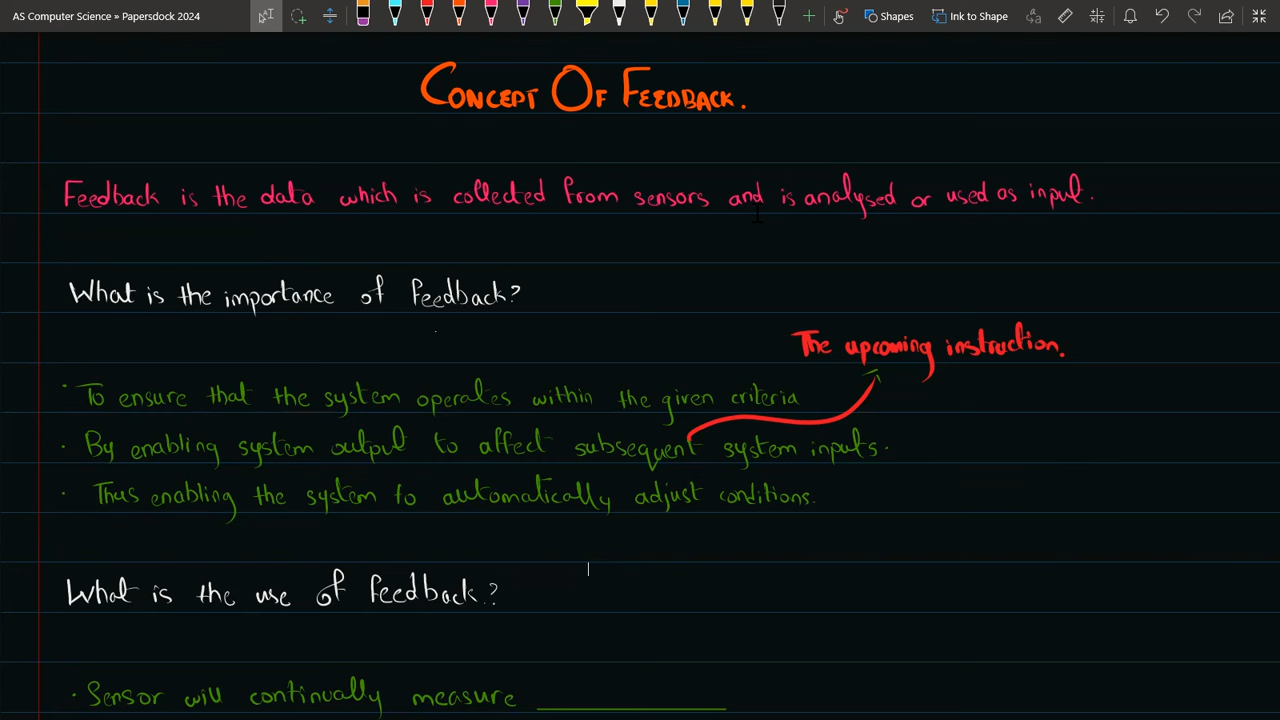 AS Computer Science » Papersdock 2024
Shapes
Ink to Shape
CONCEPT OF FEEDBACK.
Feedback is the data which is collected from sensors and is analysed or used as input.
What is the importance of feedback?
The upcoming instruction.
· To ensure that the system operates within the given criteria
· By enabling system output to affect subsequent system inputs.
· Thus enabling the system to automatically adjust conditions.
What is the use of feedback?
· Sensor will continually measure __________